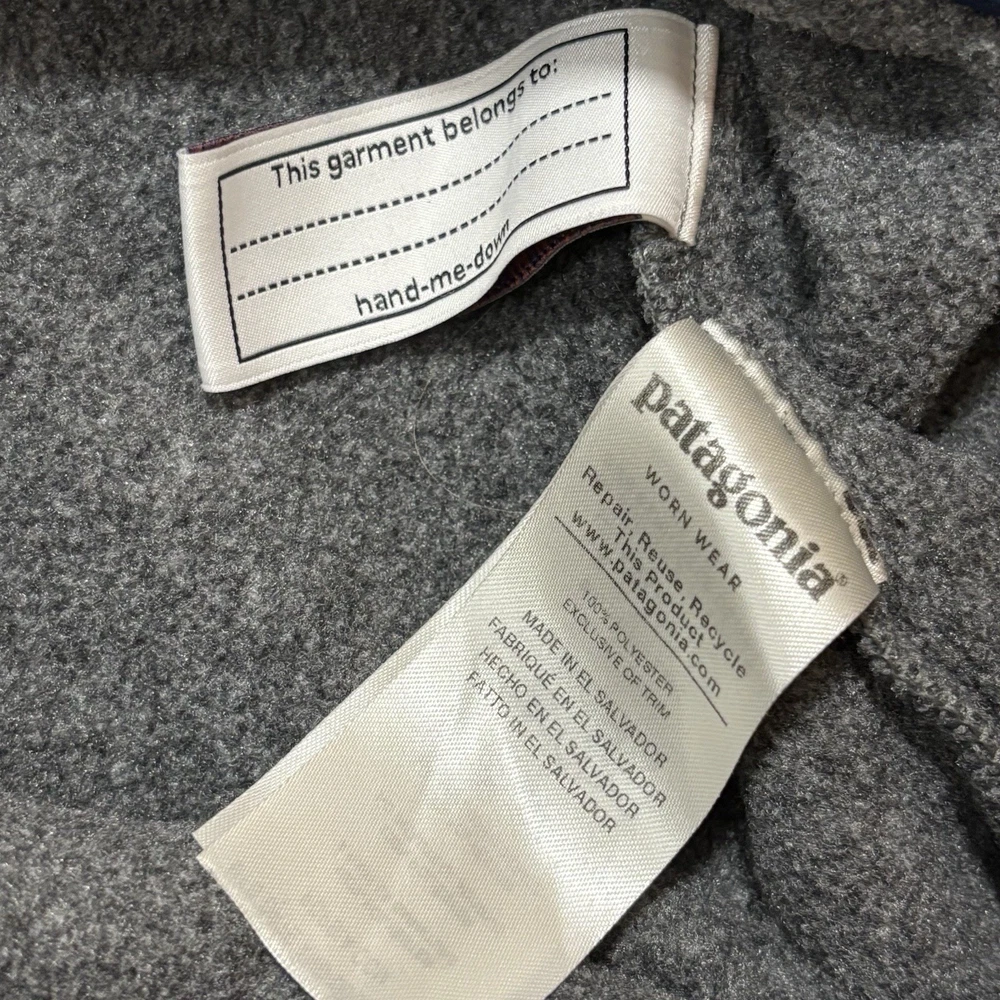 This garment belongs to:
hand-me-down
patagonia®
WORN WEAR
Repair, Reuse, Recycle
This Product
www.patagonia.com
100% POLYESTER
EXCLUSIVE OF TRIM
MADE IN EL SALVADOR
FABRIQUÉ EN EL SALVADOR
HECHO EN EL SALVADOR
FATTO IN EL SALVADOR